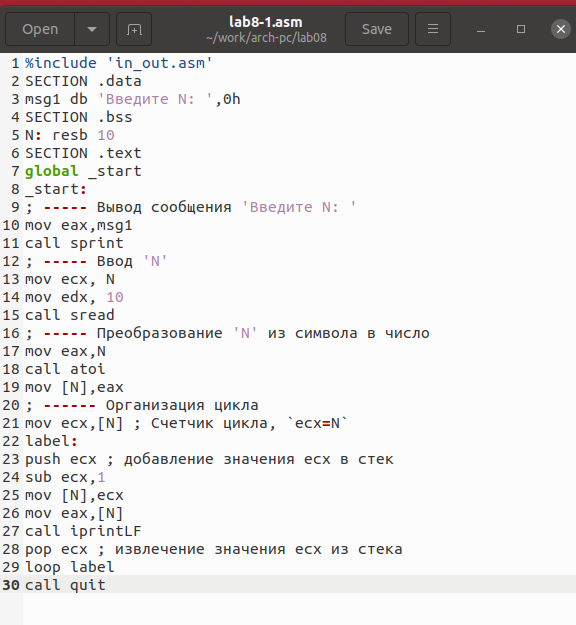 lab8-1.asm
Open
~/work/arch-pc/lab08
Save
1 %include 'in_out.asm'
2 SECTION .data
3 msg1 db 'Введите N: ',0h
4 SECTION .bss
5 N: resb 10
6 SECTION .text
7 global _start
8 _start:
9 ; ----- Вывод сообщения 'Введите N: '
10 mov eax,msg1
11 call sprint
12 ; ----- Ввод 'N'
13 mov ecx, N
14 mov edx, 10
15 call sread
16 ; ----- Преобразование 'N' из символа в число
17 mov eax,N
18 call atoi
19 mov [N],eax
20 ; ------ Организация цикла
21 mov ecx,[N] ; Счетчик цикла, `ecx=N`
22 label:
23 push ecx ; добавление значения ecx в стек
24 sub ecx,1
25 mov [N],ecx
26 mov eax,[N]
27 call iprintLF
28 pop ecx ; извлечение значения ecx из стека
29 loop label
30 call quit